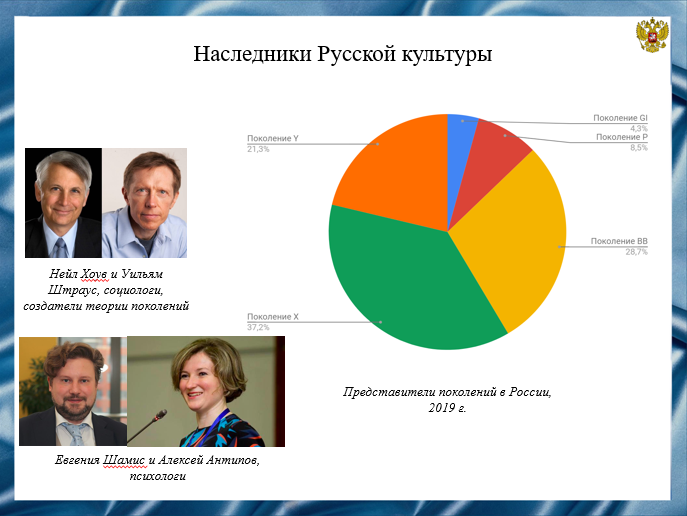 Наследники Русской культуры
Поколение GI
4,3%
Поколение P
8,5%
Поколение Y
21,3%
Поколение BB
28,7%
Поколение X
37,2%
Нейл Хоув и Уильям
Штраус, социологи,
создатели теории поколений
Представители поколений в России,
2019 г.
Евгения Шамис и Алексей Антипов,
психологи